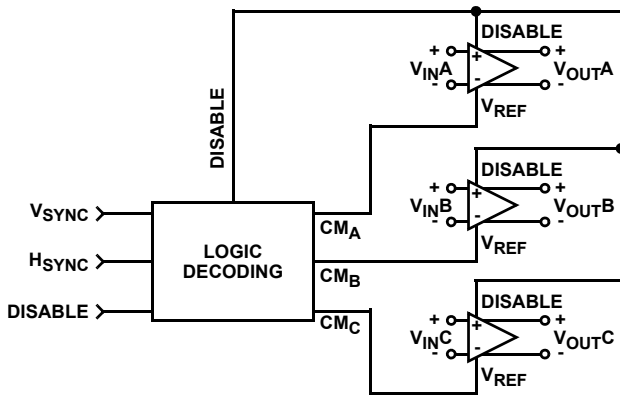 DISABLE
+
+
-
-
+
+
-
-
V_IN A
V_OUT A
V_REF
DISABLE
DISABLE
+
+
-
-
+
+
-
-
V_IN B
V_OUT B
V_REF
V_SYNC
H_SYNC
DISABLE
LOGIC
DECODING
CM_A
CM_B
CM_C
DISABLE
+
+
-
-
+
+
-
-
V_IN C
V_OUT C
V_REF